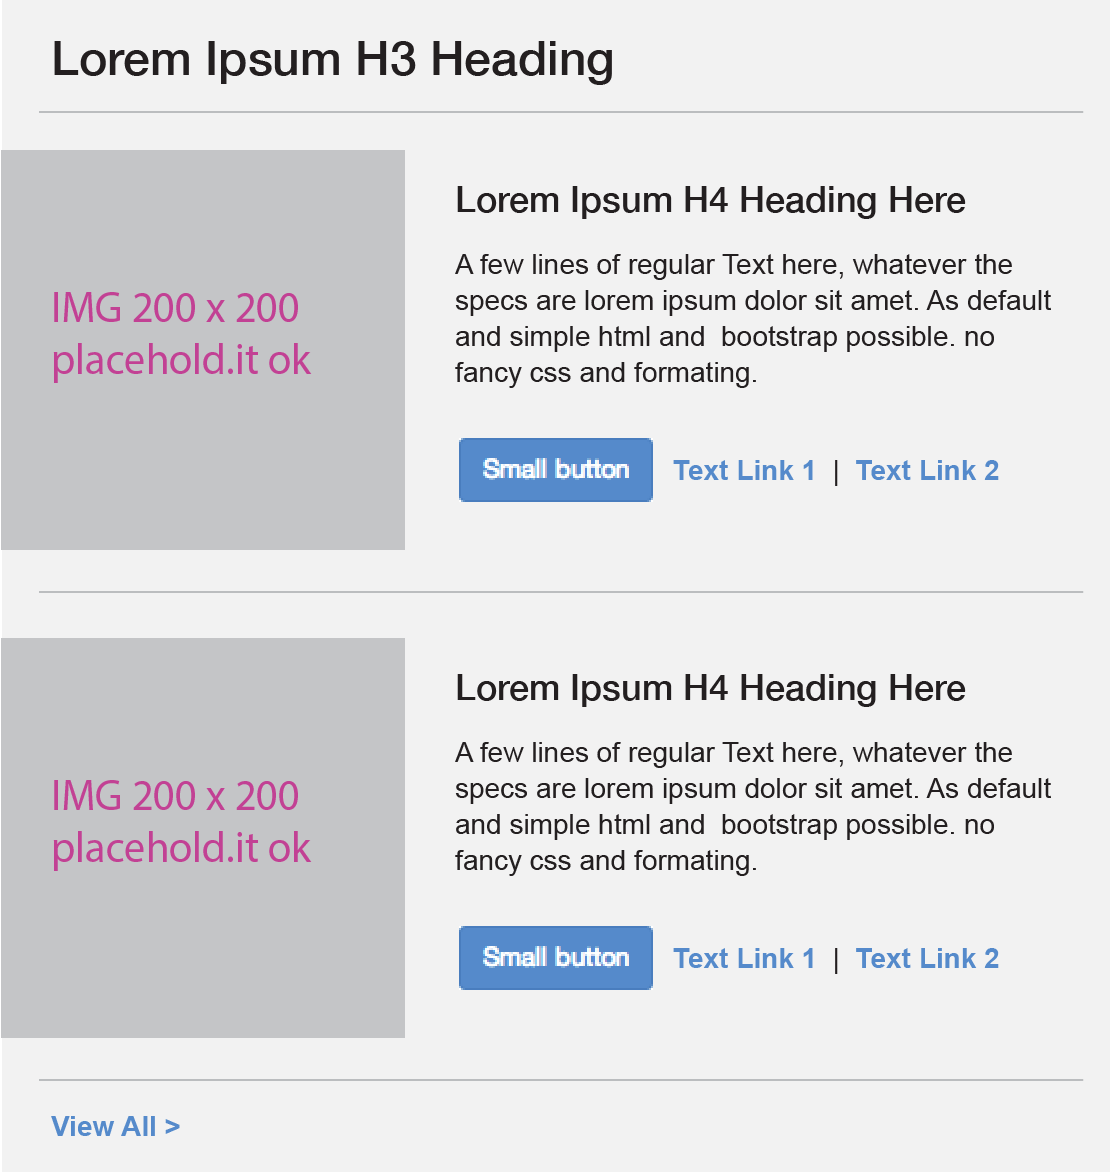 Lorem Ipsum H3 Heading
IMG 200 x 200
placehold.it ok
Lorem Ipsum H4 Heading Here
A few lines of regular Text here, whatever the
specs are lorem ipsum dolor sit amet. As default
and simple html and  bootstrap possible. no
fancy css and formating.
Small button Text Link 1 | Text Link 2
IMG 200 x 200
placehold.it ok
Lorem Ipsum H4 Heading Here
A few lines of regular Text here, whatever the
specs are lorem ipsum dolor sit amet. As default
and simple html and  bootstrap possible. no
fancy css and formating.
Small button Text Link 1 | Text Link 2
View All >